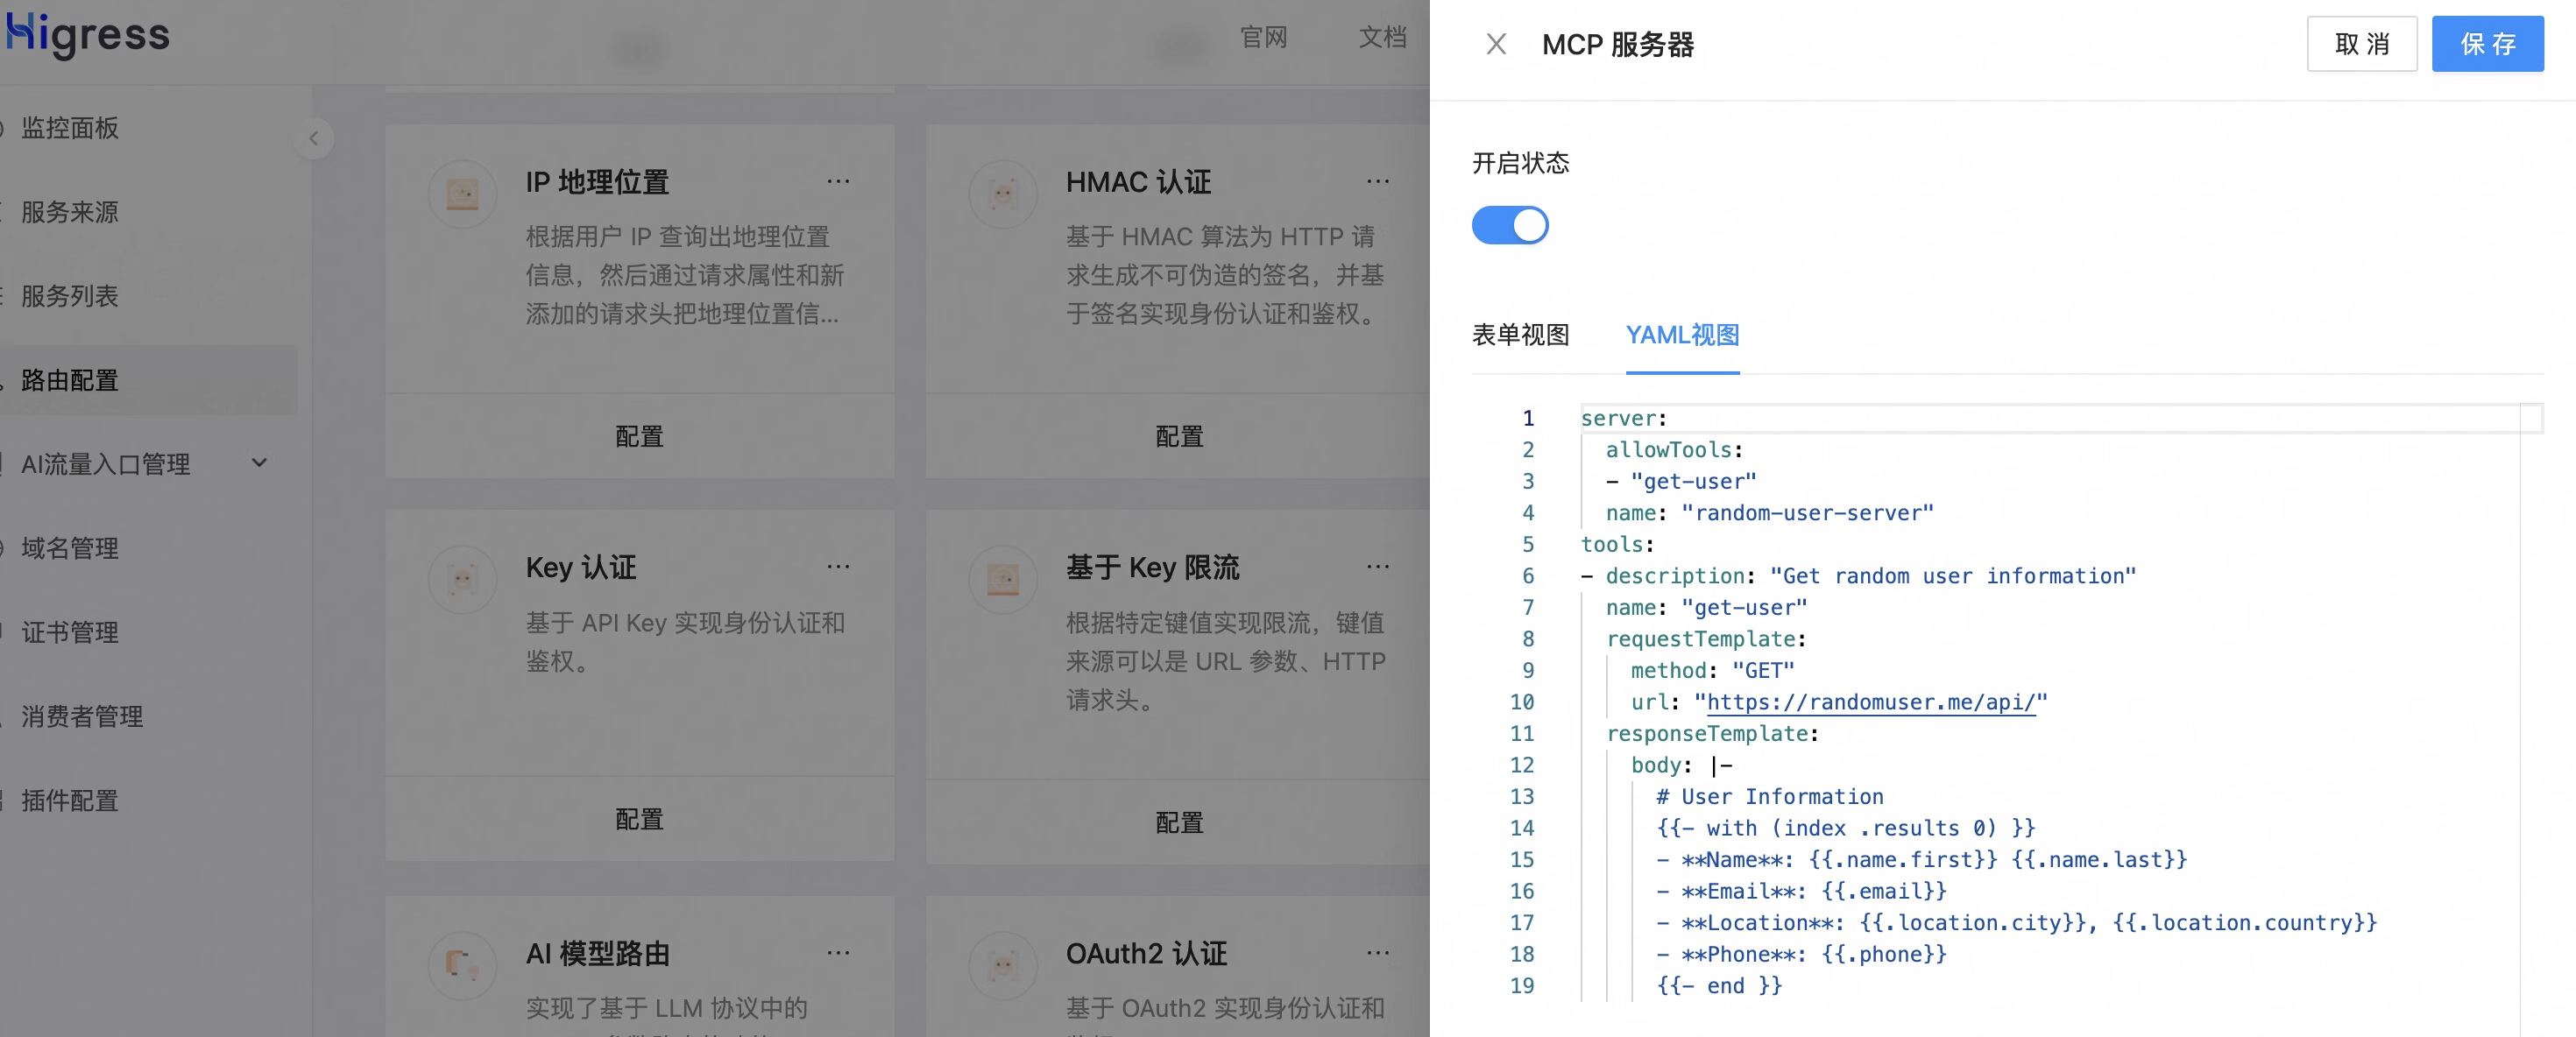 Higress
官网 文档
监控面板
服务来源
服务列表
路由配置
AI流量入口管理
域名管理
证书管理
消费者管理
插件配置
IP 地理位置 ···
根据用户 IP 查询出地理位置
信息，然后通过请求属性和新
添加的请求头把地理位置信...
配置
HMAC 认证 ···
基于 HMAC 算法为 HTTP 请
求生成不可伪造的签名，并基
于签名实现身份认证和鉴权。
配置
Key 认证 ···
基于 API Key 实现身份认证和
鉴权。
配置
基于 Key 限流 ···
根据特定键值实现限流，键值
来源可以是 URL 参数、HTTP
请求头。
配置
AI 模型路由 ···
实现了基于 LLM 协议中的
OAuth2 认证 ···
基于 OAuth2 实现身份认证和
MCP 服务器
取 消
保 存
开启状态
表单视图 YAML视图
1 server:
2   allowTools:
3   - "get-user"
4   name: "random-user-server"
5 tools:
6 - description: "Get random user information"
7   name: "get-user"
8   requestTemplate:
9     method: "GET"
10     url: "https://randomuser.me/api/"
11   responseTemplate:
12     body: |-
13       # User Information
14       {{- with (index .results 0) }}
15       - **Name**: {{.name.first}} {{.name.last}}
16       - **Email**: {{.email}}
17       - **Location**: {{.location.city}}, {{.location.country}}
18       - **Phone**: {{.phone}}
19       {{- end }}